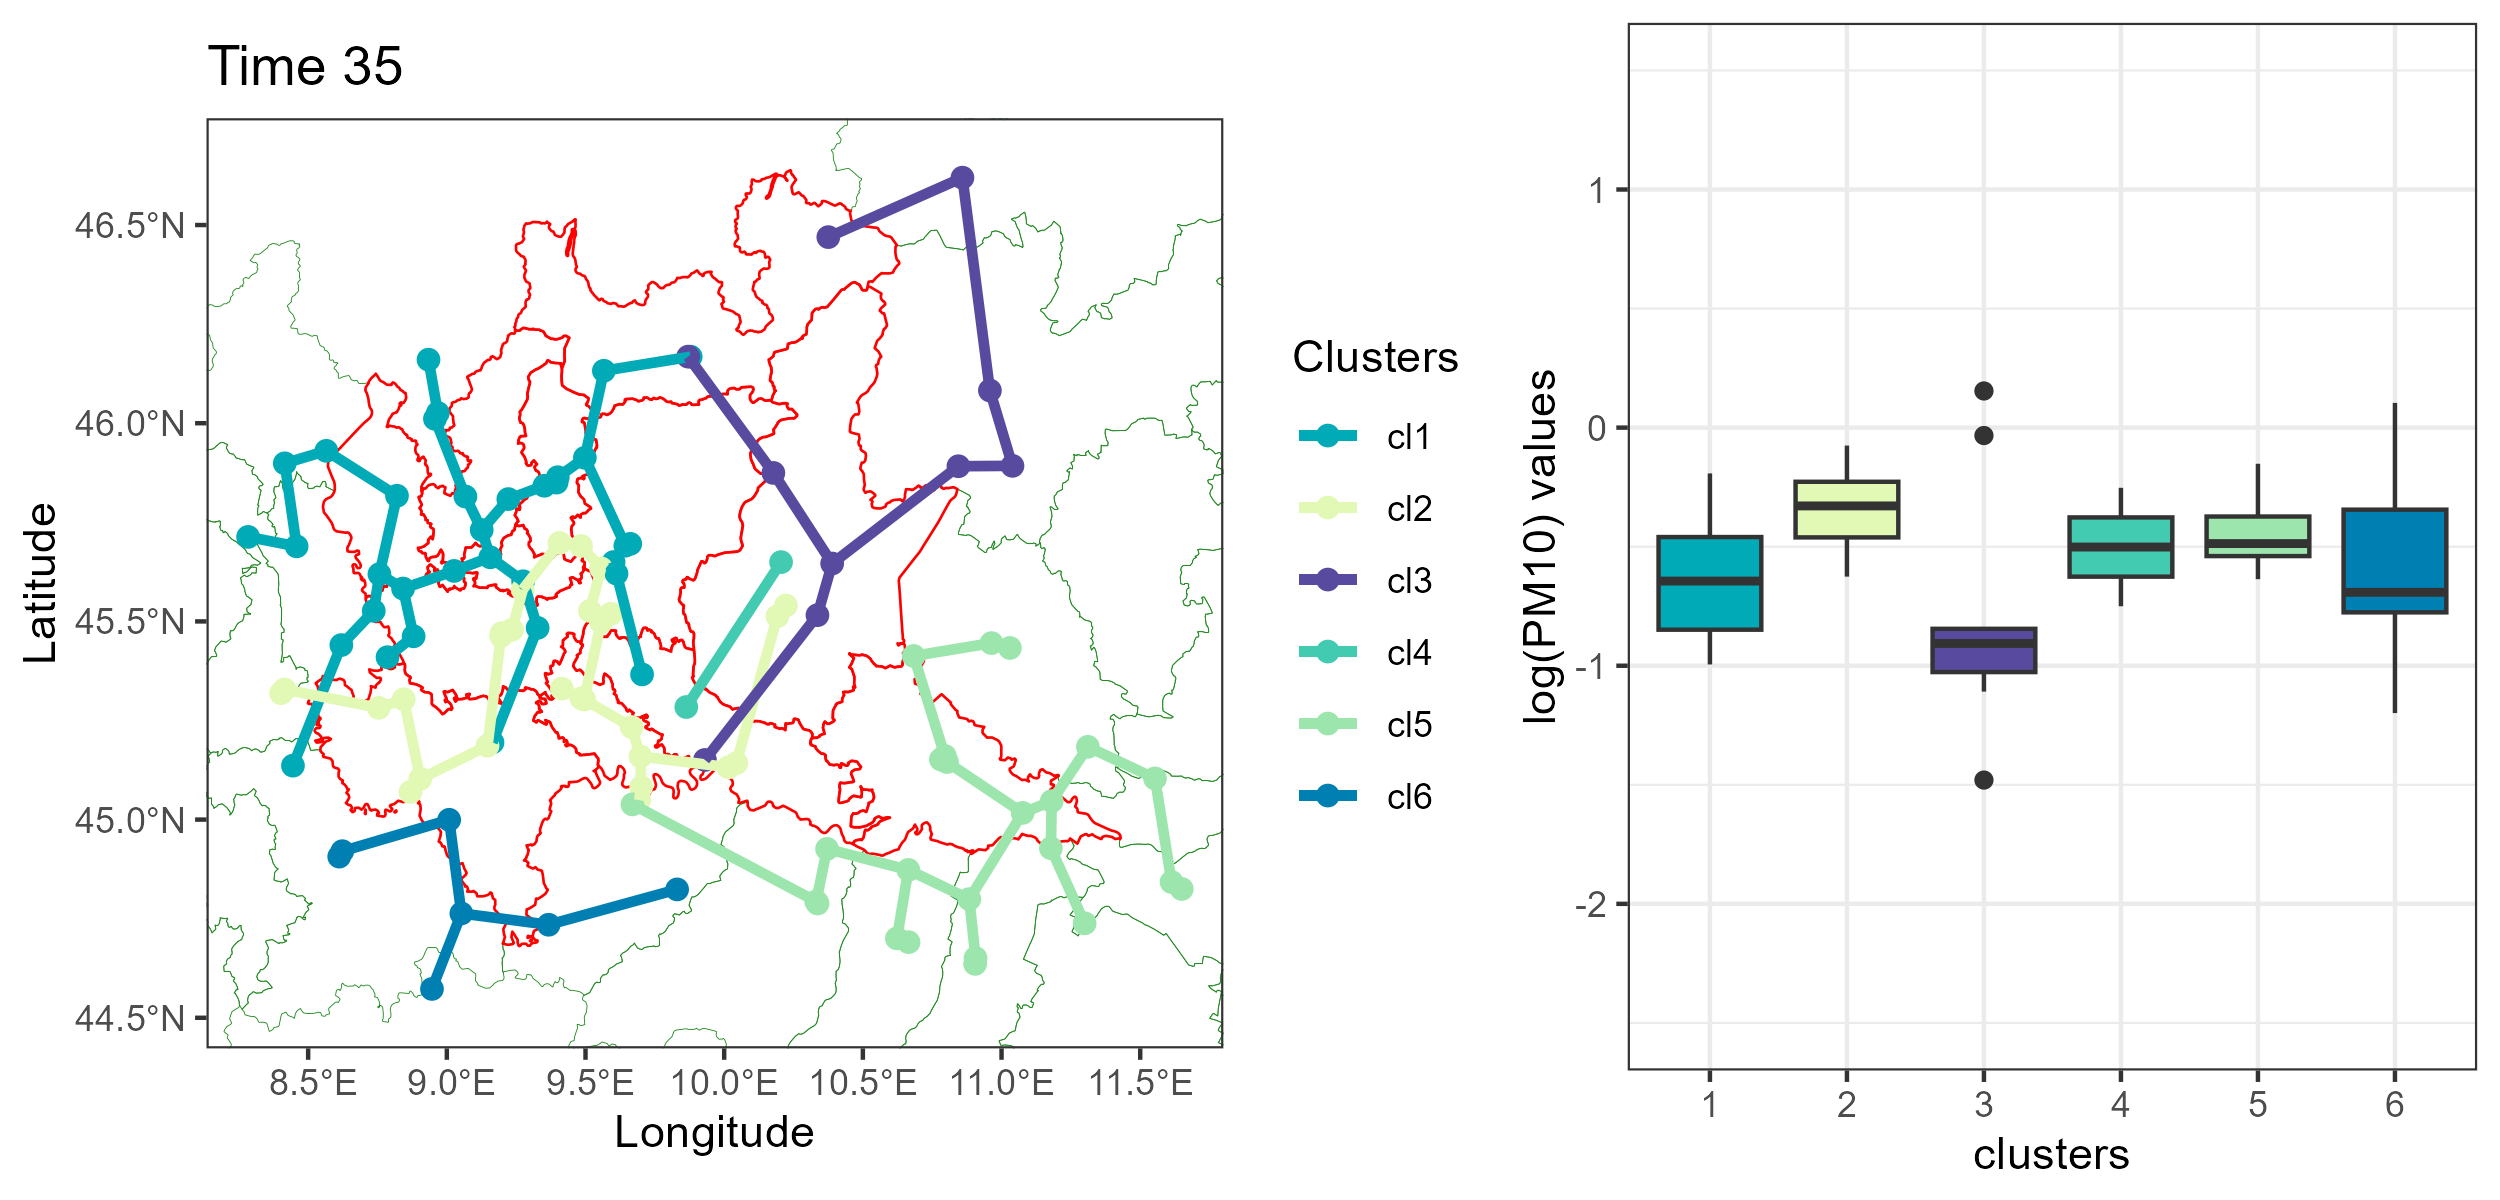 Time 35
46.5°N
46.0°N
45.5°N
45.0°N
44.5°N
Latitude
8.5°E 9.0°E 9.5°E 10.0°E 10.5°E 11.0°E 11.5°E
Longitude
Clusters
cl1
cl2
cl3
cl4
cl5
cl6
log(PM10) values
1
0
-1
-2
1 2 3 4 5 6
clusters